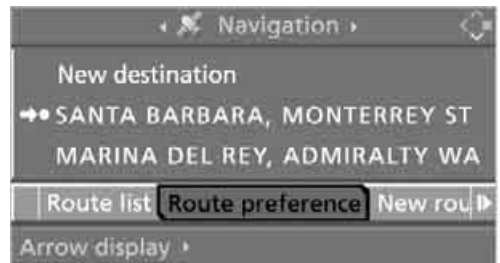 Navigation
New destination
SANTA BARBARA, MONTERREY ST
MARINA DEL REY, ADMIRALTY WA
Route list Route preference New rou
Arrow display